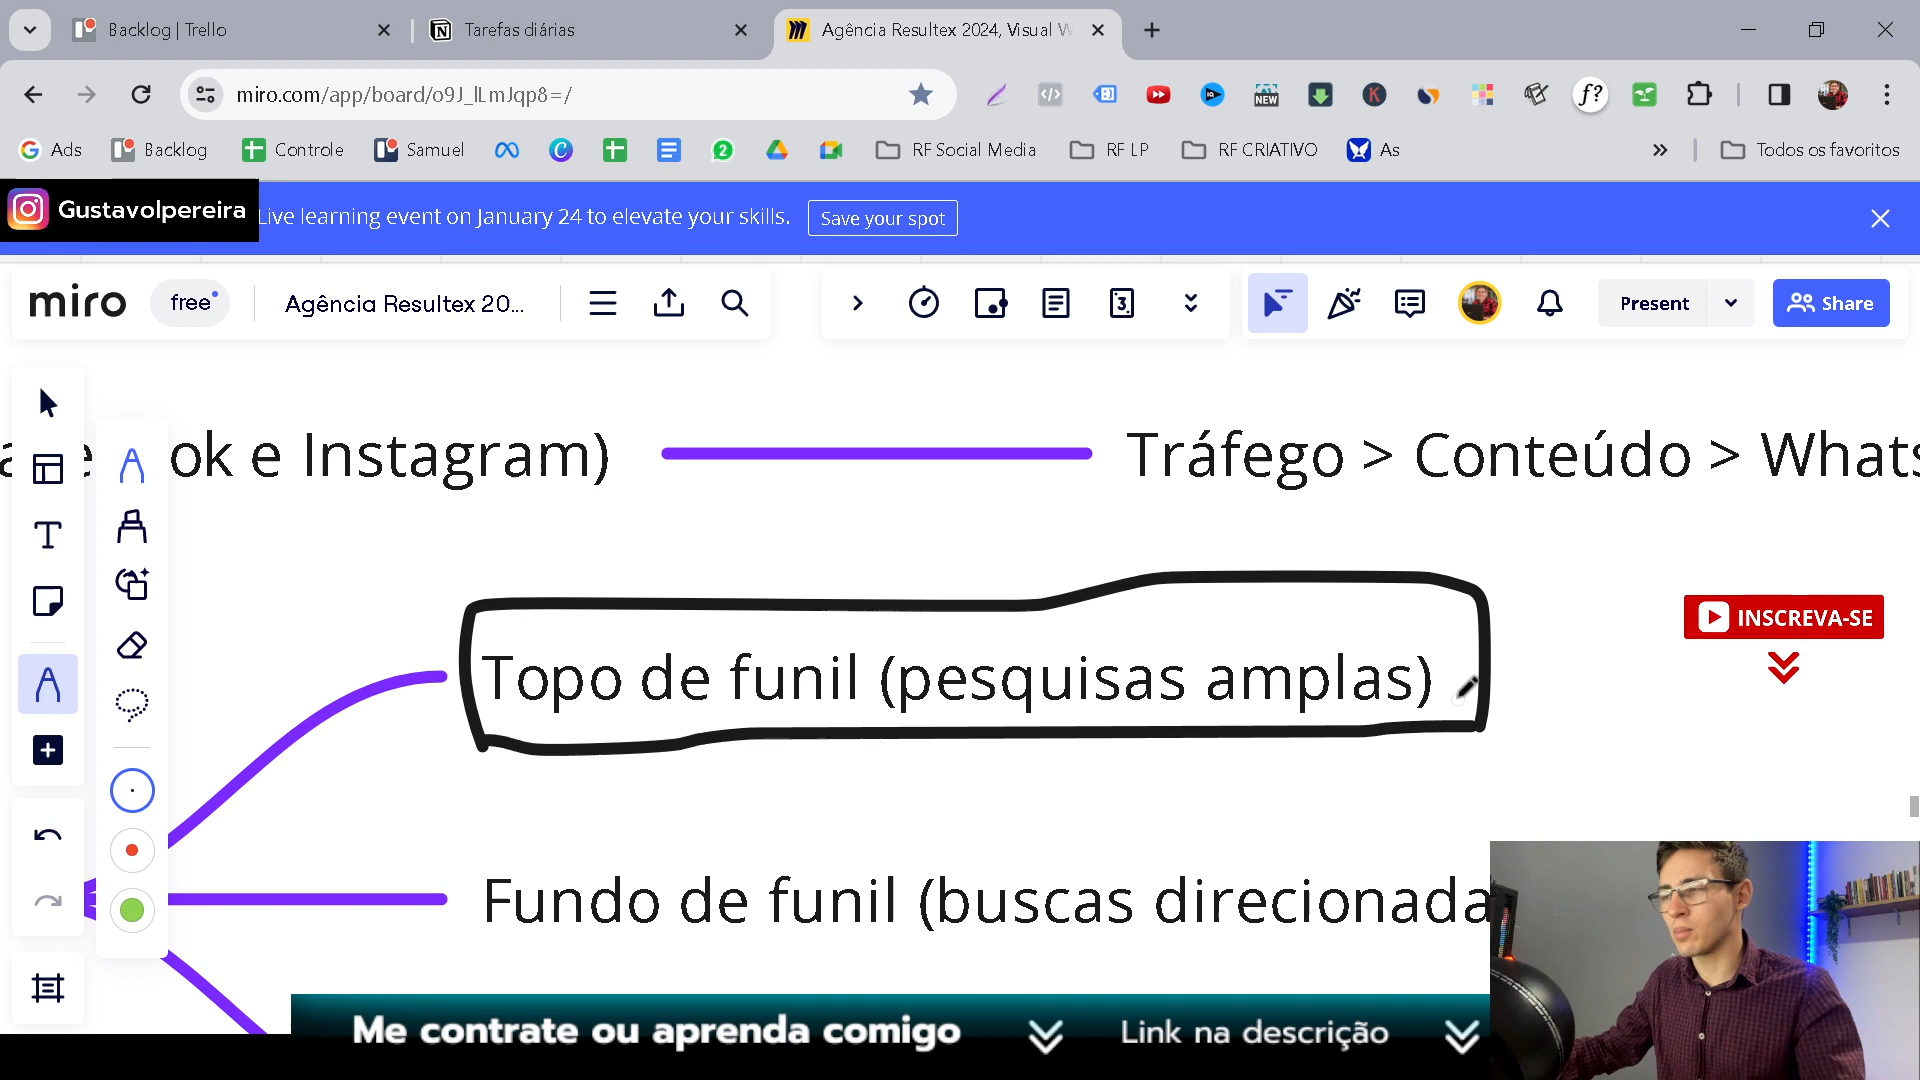 Backlog | Trello
Tarefas diárias
Agência Resultex 2024, Visual W
miro.com/app/board/o9J_lLmJqp8=/
NEW
K
f?
Ads
Backlog
Controle
Samuel
2
RF Social Media
RF LP
RF CRIATIVO
As
Todos os favoritos
Gustavolpereira
Live learning event on January 24 to elevate your skills.
Save your spot
miro
free
Agência Resultex 20...
3
Present
Share
ok e Instagram)
Tráfego > Conteúdo > Whats
Topo de funil (pesquisas amplas)
INSCREVA-SE
Fundo de funil (buscas direcionada
Me contrate ou aprenda comigo
Link na descrição